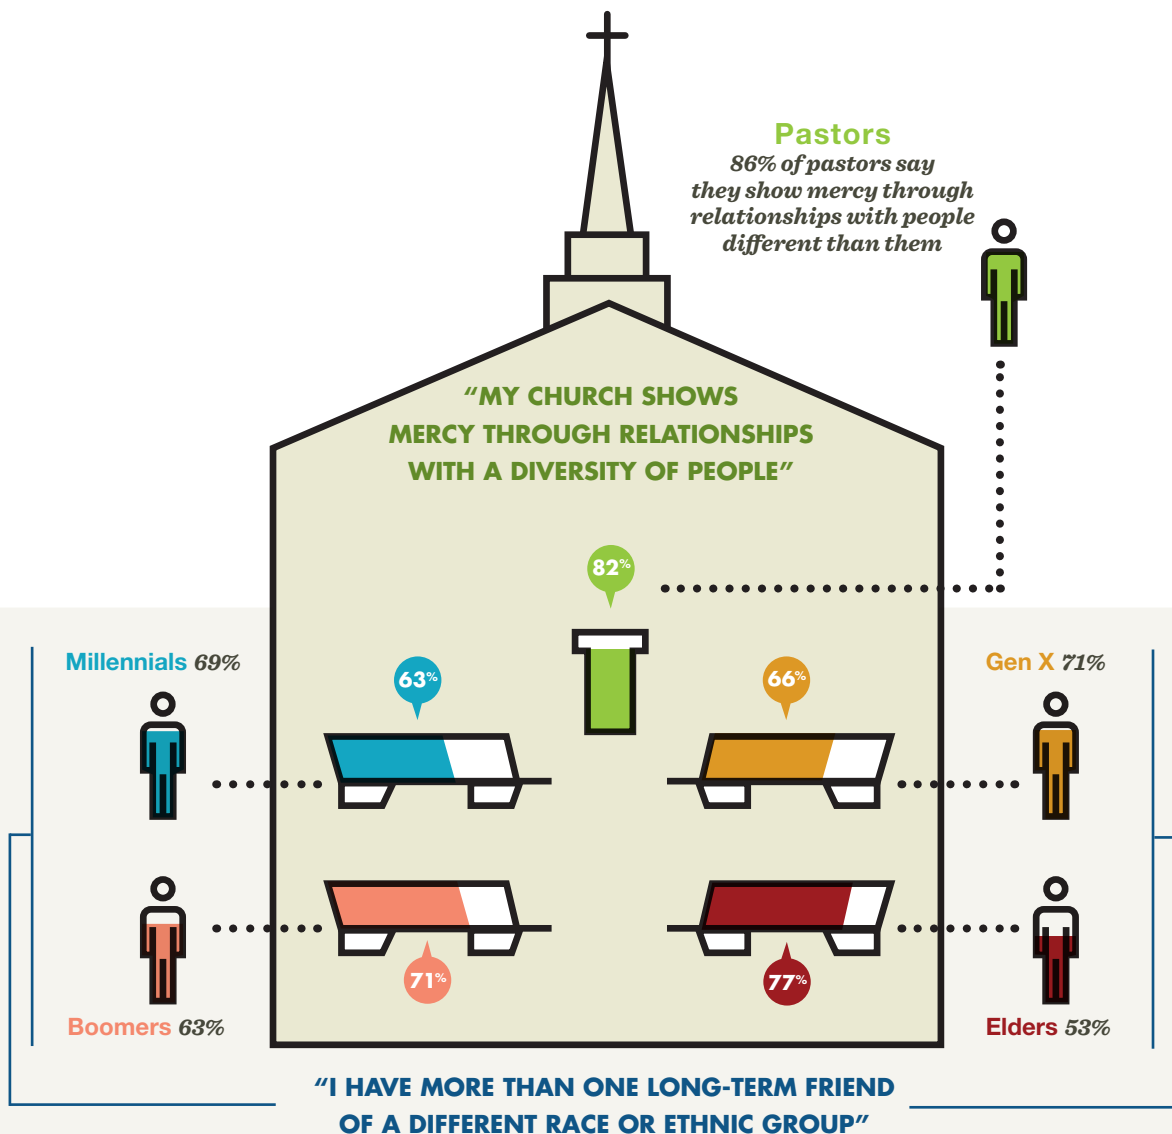 Pastors
86% of pastors say
they show mercy through
relationships with people
different than them
“MY CHURCH SHOWS
MERCY THROUGH RELATIONSHIPS
WITH A DIVERSITY OF PEOPLE”
82%
Millennials 69%
63%
66%
Gen X 71%
71%
77%
Boomers 63%
Elders 53%
“I HAVE MORE THAN ONE LONG-TERM FRIEND
OF A DIFFERENT RACE OR ETHNIC GROUP”